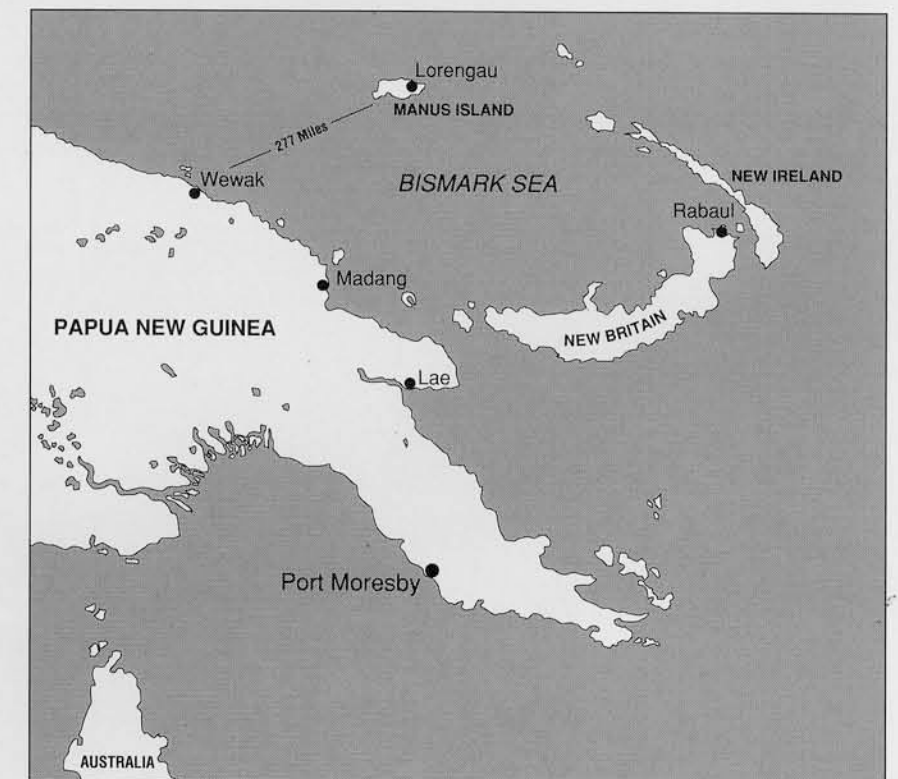 Lorengau
MANUS ISLAND
277 Miles
Wewak
BISMARK SEA
NEW IRELAND
Rabaul
Madang
PAPUA NEW GUINEA
NEW BRITAIN
Lae
Port Moresby
AUSTRALIA